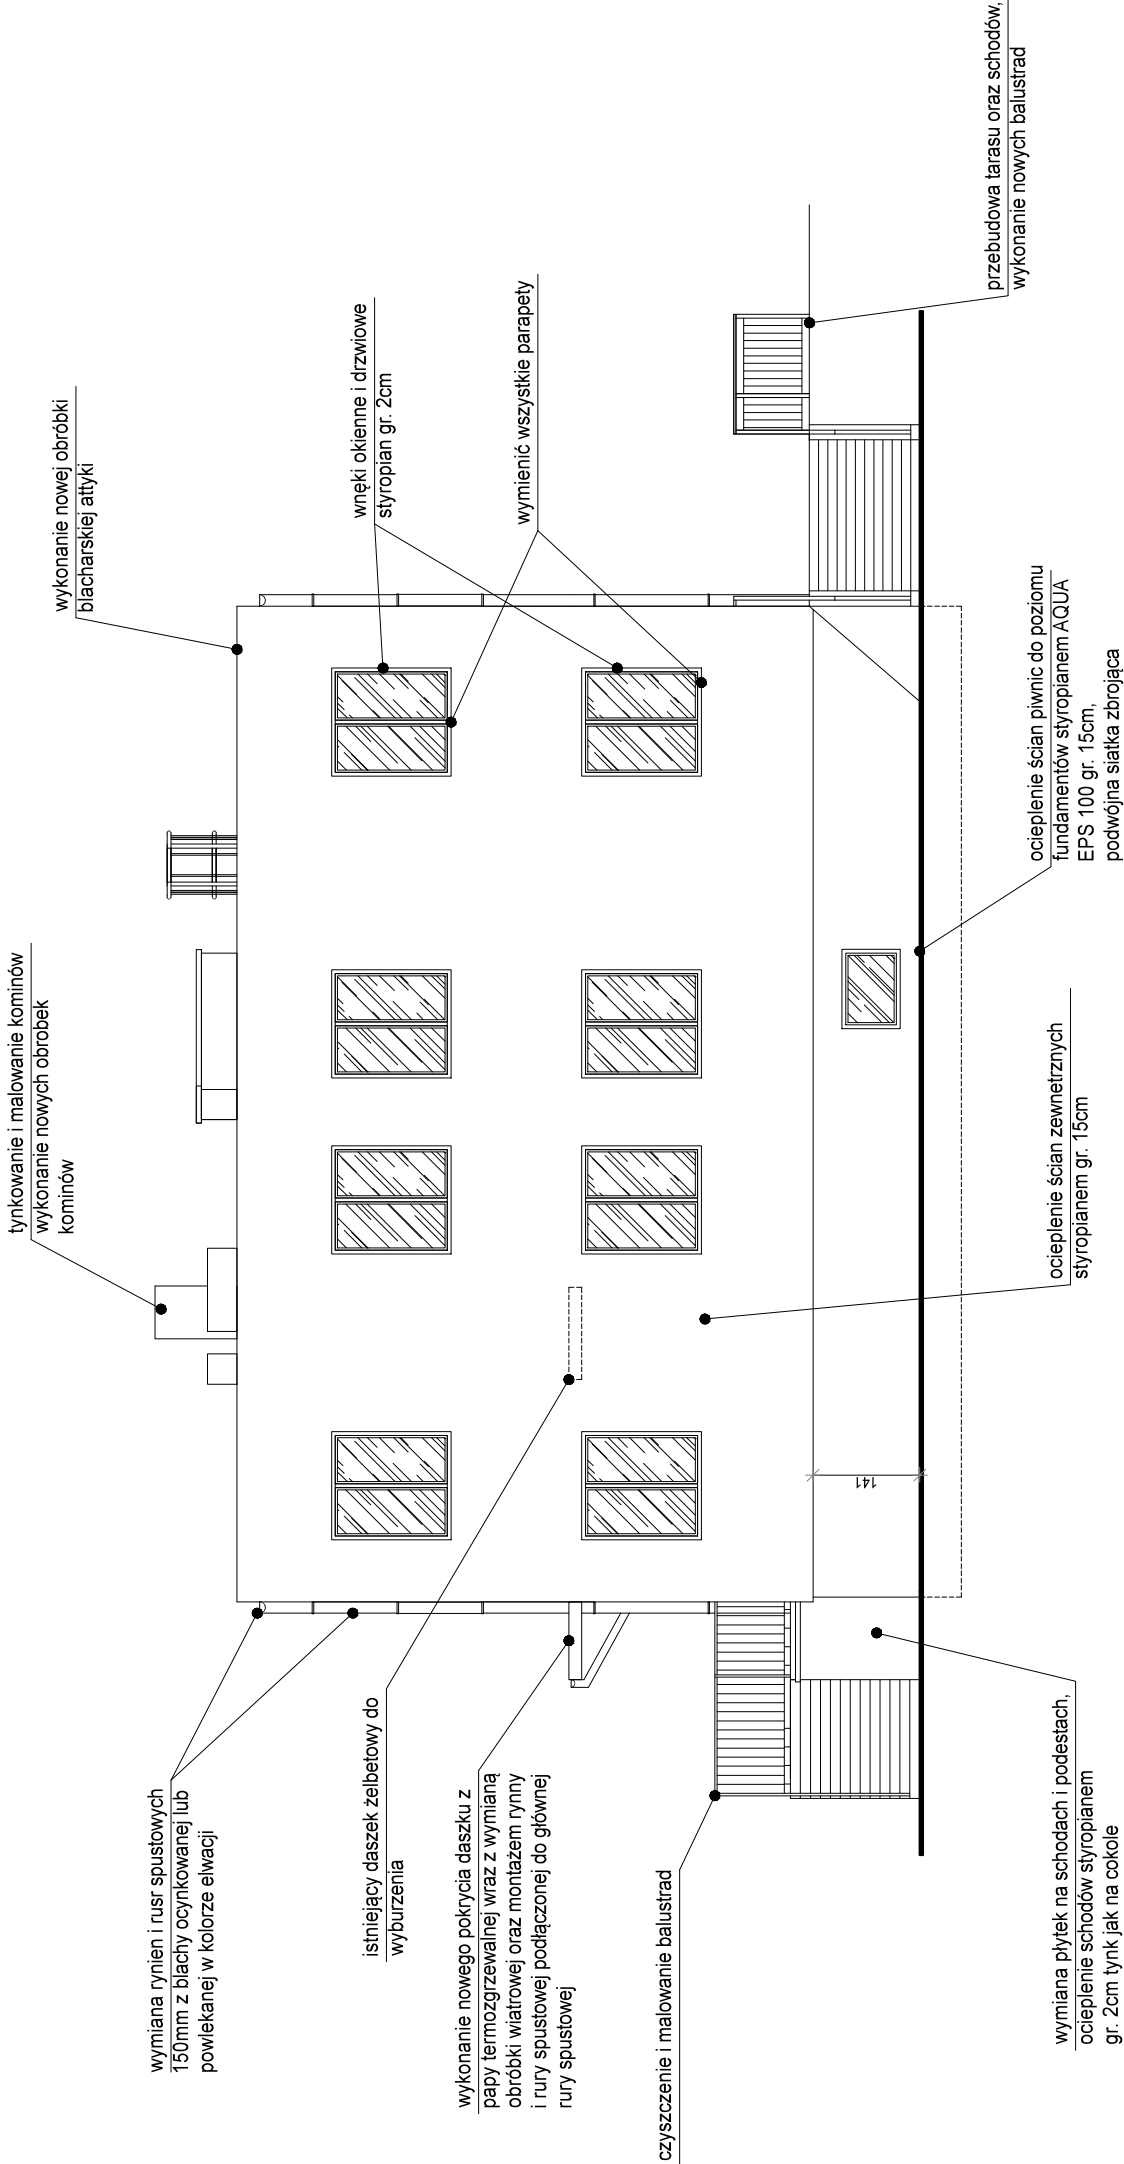 tynkowanie i malowanie kominów
wykonanie nowych obrobek
kominów
wykonanie nowej obróbki
blacharskiej attyki
wymiana rynien i rusr spustowych
150mm z blachy ocynkowanej lub
powlekanej w kolorze elwacji
wnęki okienne i drzwiowe
styropian gr. 2cm
istniejący daszek żelbetowy do
wyburzenia
wymienić wszystkie parapety
wykonanie nowego pokrycia daszku z
papy termozgrzewalnej wraz z wymianą
obróbki wiatrowej oraz montażem rynny
i rury spustowej podłączonej do głównej
rury spustowej
czyszczenie i malowanie balustrad
141
przebudowa tarasu oraz schodów,
wykonanie nowych balustrad
wymiana płytek na schodach i podestach,
ocieplenie schodów styropianem
gr. 2cm tynk jak na cokole
ocieplenie ścian zewnetrznych
styropianem gr. 15cm
ocieplenie ścian piwnic do poziomu
fundamentów styropianem AQUA
EPS 100 gr. 15cm,
podwójna siatka zbrojąca